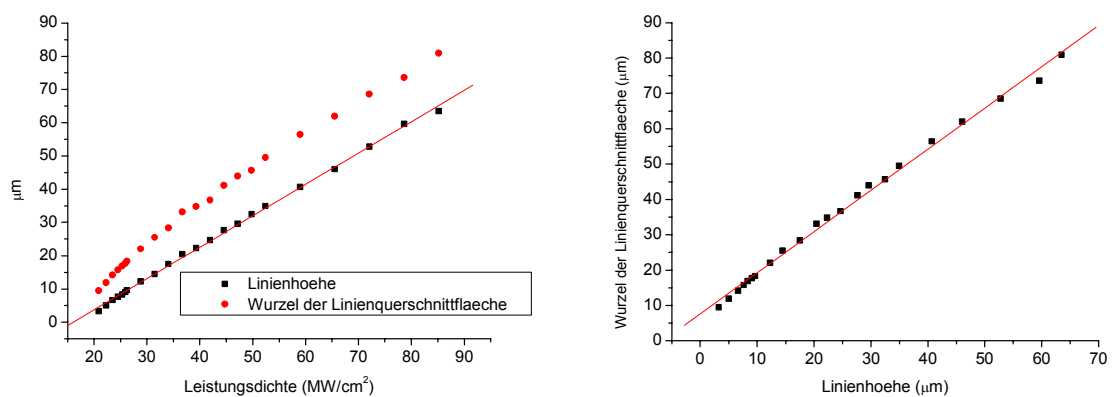 90
80
70
60
50
40
30
20
10
0
µm
20 30 40 50 60 70 80 90
Leistungsdichte (MW/cm²)
Linienhoehe
Wurzel der Linienquerschnittflaeche
90
80
70
60
50
40
30
20
10
0
Wurzel der Linienquerschnittflaeche (µm)
0 10 20 30 40 50 60 70
Linienhoehe (µm)